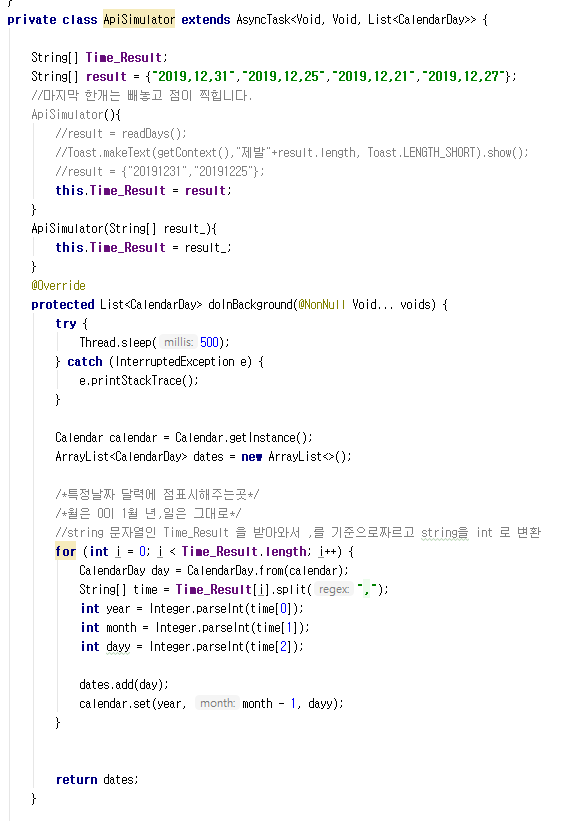 }
private class ApiSimulator extends AsyncTask<Void, Void, List<CalendarDay>> {
String[] Time_Result;
String[] result = {"2019,12,31","2019,12,25","2019,12,21","2019,12,27"};
//마지막 한개는 빼놓고 점이 찍힙니다.
ApiSimulator(){
//result = readDays();
//Toast.makeText(getContext(),"제발"+result.length, Toast.LENGTH_SHORT).show();
//result = {"20191231","20191225"};
this.Time_Result = result;
}
ApiSimulator(String[] result_){
this.Time_Result = result_;
}
@Override
protected List<CalendarDay> doInBackground(@NonNull Void... voids) {
try {
Thread.sleep( millis: 500);
} catch (InterruptedException e) {
e.printStackTrace();
}
Calendar calendar = Calendar.getInstance();
ArrayList<CalendarDay> dates = new ArrayList<>();
/*특정날짜 달력에 점표시해주는곳*/
/*월은 0이 1월 년,일은 그대로*/
//string 문자열인 Time_Result 을 받아와서 ,를 기준으로짜르고 string을 int 로 변환
for (int i = 0; i < Time_Result.length; i++) {
CalendarDay day = CalendarDay.from(calendar);
String[] time = Time_Result[i].split( regex: ",");
int year = Integer.parseInt(time[0]);
int month = Integer.parseInt(time[1]);
int dayy = Integer.parseInt(time[2]);
dates.add(day);
calendar.set(year, month: month - 1, dayy);
}
return dates;
}